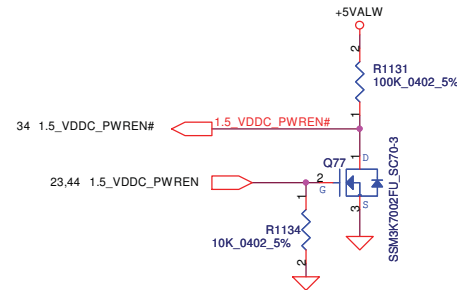 +5VALW
2
R1131
100K_0402_5%
1
34 1.5_VDDC_PWREN#
1.5_VDDC_PWREN#
1
D
Q77
23,44 1.5_VDDC_PWREN
2
G
S
3
SSM3K7002FU_SC70-3
1
R1134
10K_0402_5%
2